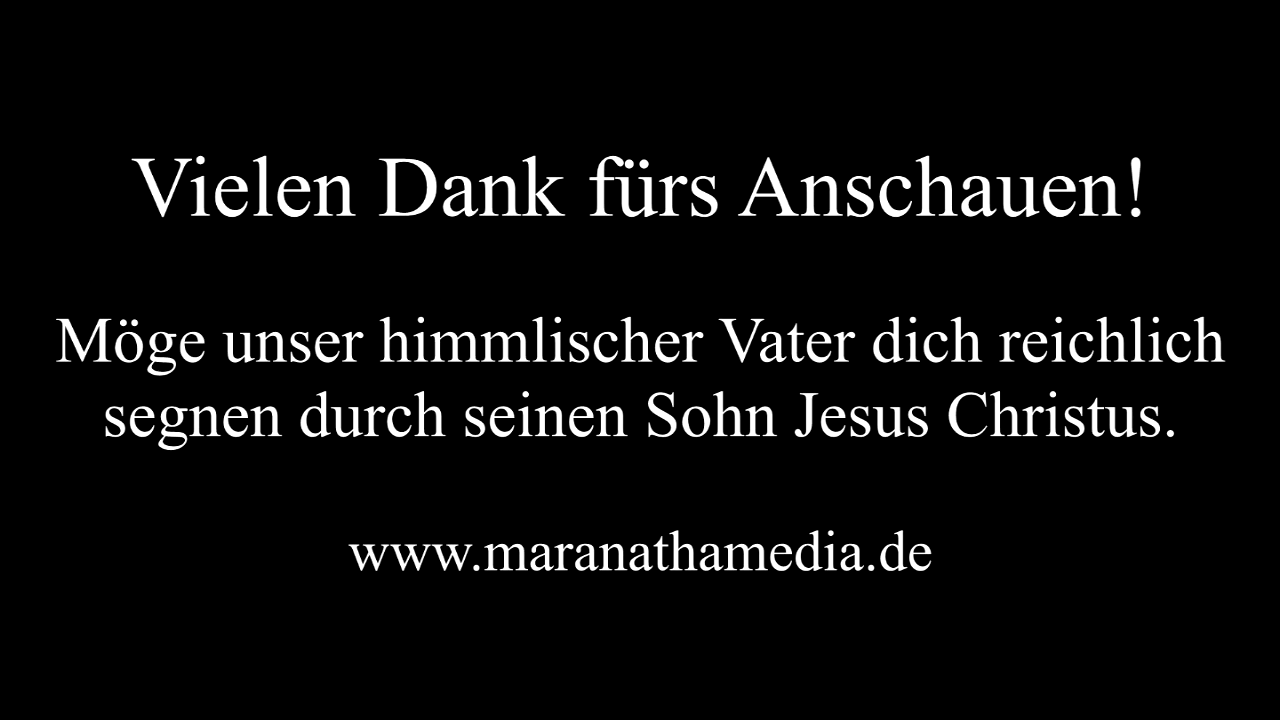 Vielen Dank fürs Anschauen!
Möge unser himmlischer Vater dich reichlich
segnen durch seinen Sohn Jesus Christus.
www.maranathamedia.de